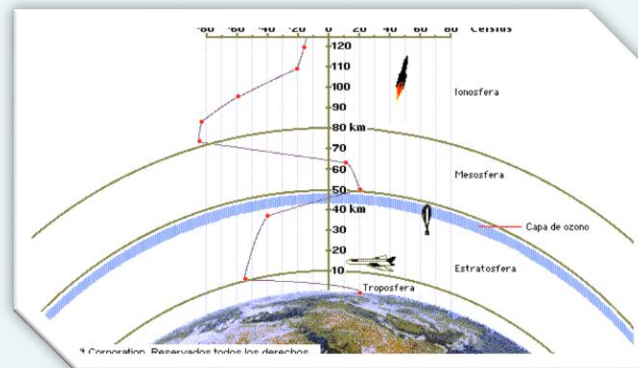 -80 -60 -40 -20 0 20 40 60 80 Celsius
120
110
100
90
Ionosfera
80 km
70
60
Mesosfera
50
40 km
Capa de ozono
30
20
Estratosfera
10
Troposfera
Corporation. Reservados todos los derechos.